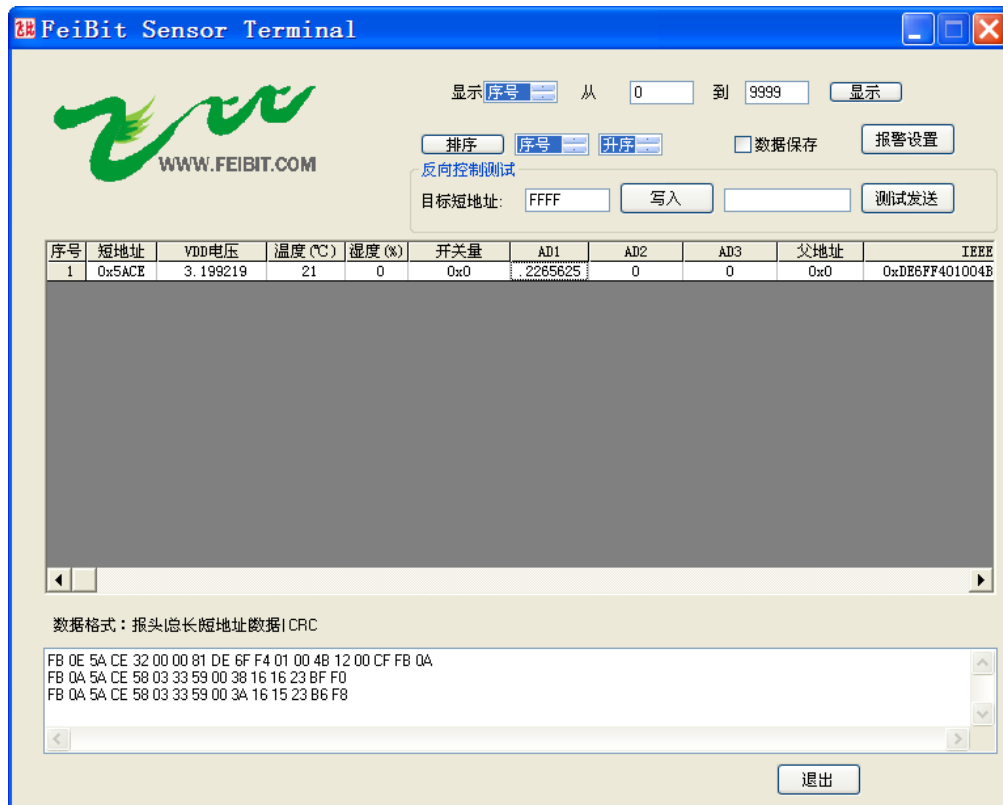 飞比 FeiBit Sensor Terminal
显示 序号 从 0 到 9999 显示
WWW.FEIBIT.COM
排序 序号 升序 数据保存 报警设置
反向控制测试
目标短地址: FFFF 写入 测试发送
序号 短地址 VDD电压 温度(℃) 湿度(%) 开关量 AD1 AD2 AD3 父地址 IEEE
1 0x5ACE 3.199219 21 0 0x0 .2265625 0 0 0x0 0xDE6FF401004B
数据格式：报头|总长|短地址|数据|CRC
FB 0E 5A CE 32 00 00 81 DE 6F F4 01 00 4B 12 00 CF FB 0A
FB 0A 5A CE 58 03 33 59 00 38 16 16 23 BF F0
FB 0A 5A CE 58 03 33 59 00 3A 16 15 23 B6 F8
退出